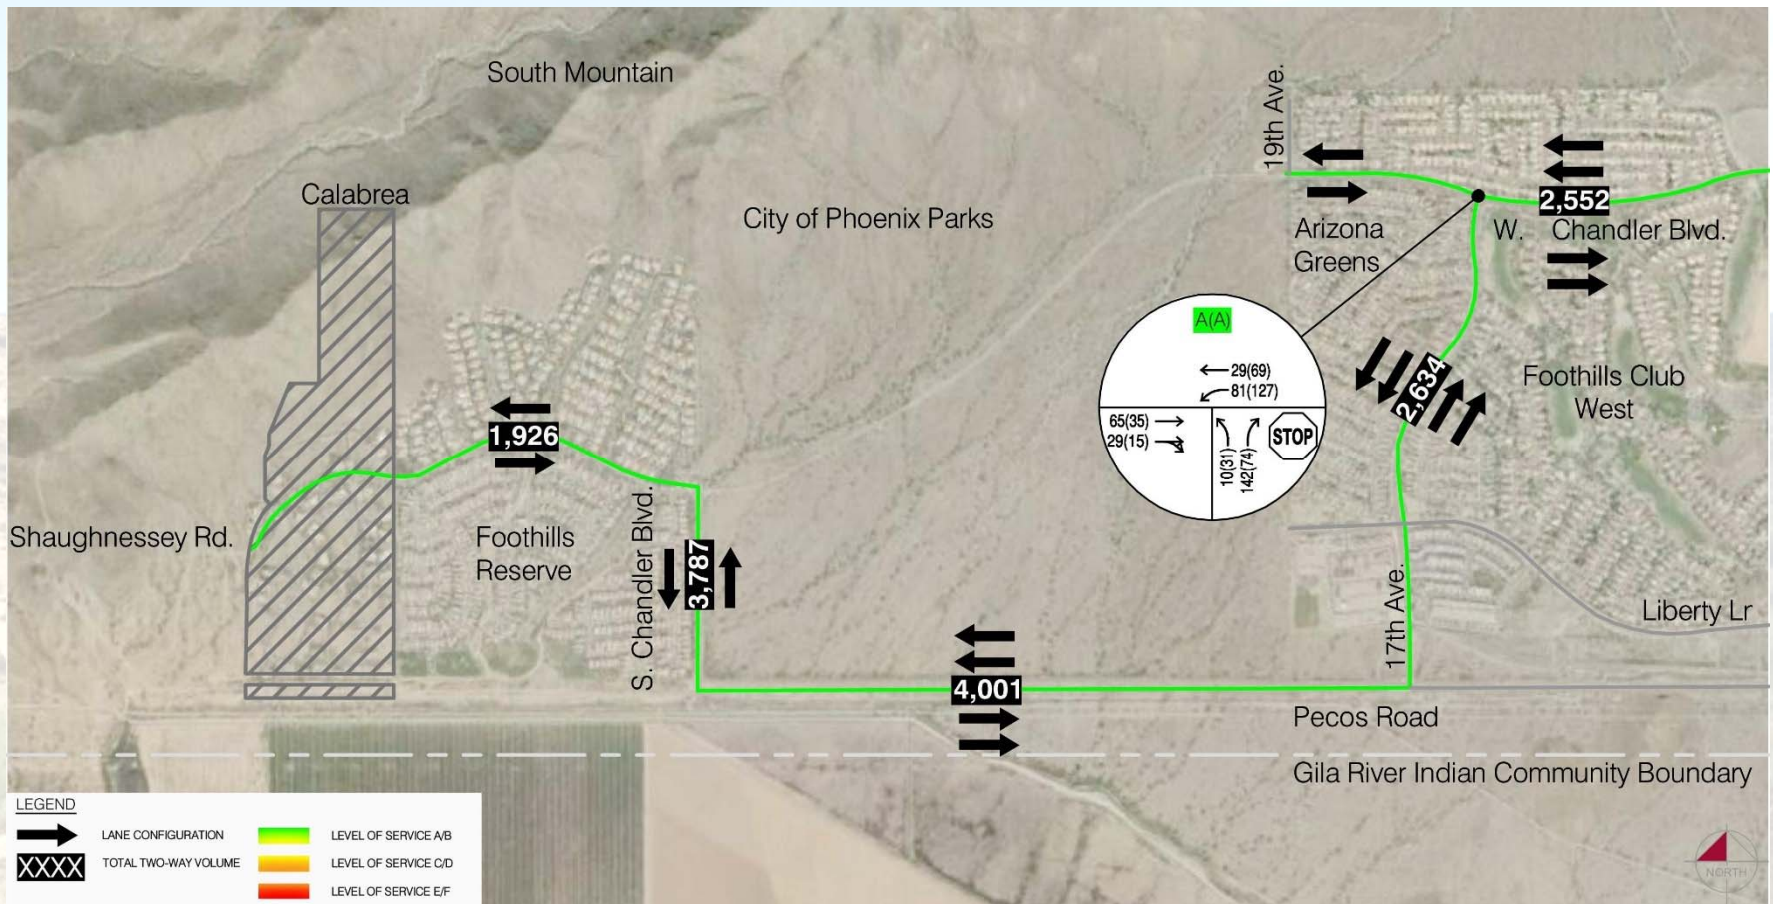 South Mountain
19th Ave.
Calabrea
City of Phoenix Parks
2,552
Arizona
Greens
W. Chandler Blvd.
A(A)
29(69)
81(127)
65(35)
29(15)
10(31)
142(74)
STOP
2,634
Foothills Club
West
1,926
Shaughnessey Rd.
Foothills
Reserve
S. Chandler Blvd.
3,787
17th Ave.
Liberty Lr
4,001
Pecos Road
Gila River Indian Community Boundary
LEGEND
LANE CONFIGURATION
XXXX TOTAL TWO-WAY VOLUME
LEVEL OF SERVICE A/B
LEVEL OF SERVICE C/D
LEVEL OF SERVICE E/F
NORTH